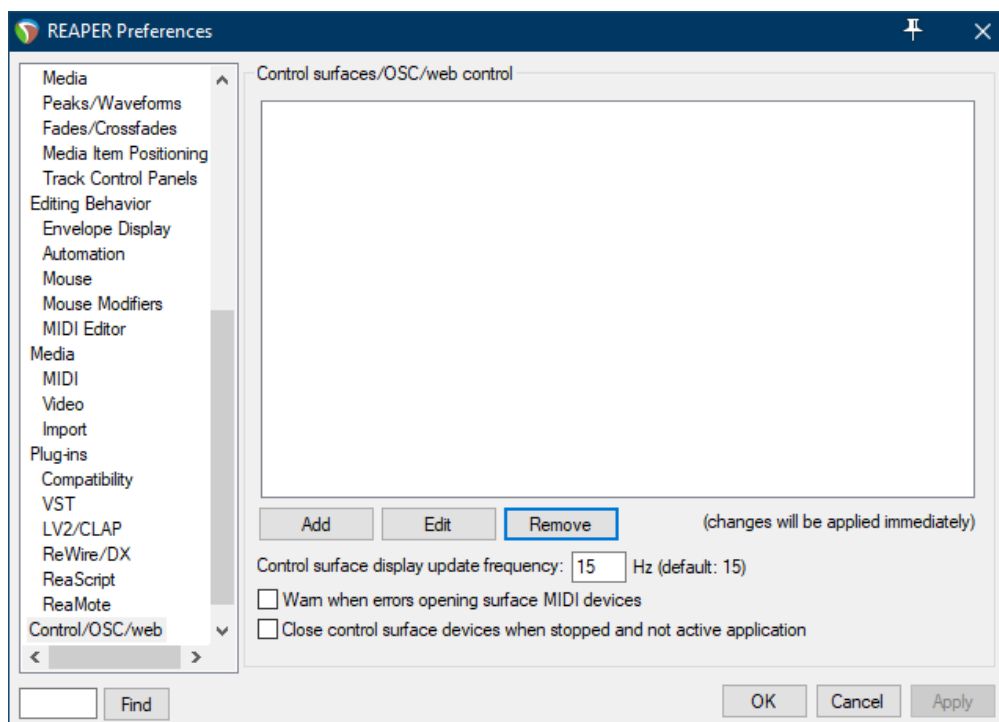 REAPER Preferences
Media
Peaks/Waveforms
Fades/Crossfades
Media Item Positioning
Track Control Panels
Editing Behavior
Envelope Display
Automation
Mouse
Mouse Modifiers
MIDI Editor
Media
MIDI
Video
Import
Plug-ins
Compatibility
VST
LV2/CLAP
ReWire/DX
ReaScript
ReaMote
Control/OSC/web
Find
Control surfaces/OSC/web control
Add Edit Remove (changes will be applied immediately)
Control surface display update frequency: 15 Hz (default: 15)
Warn when errors opening surface MIDI devices
Close control surface devices when stopped and not active application
OK Cancel Apply